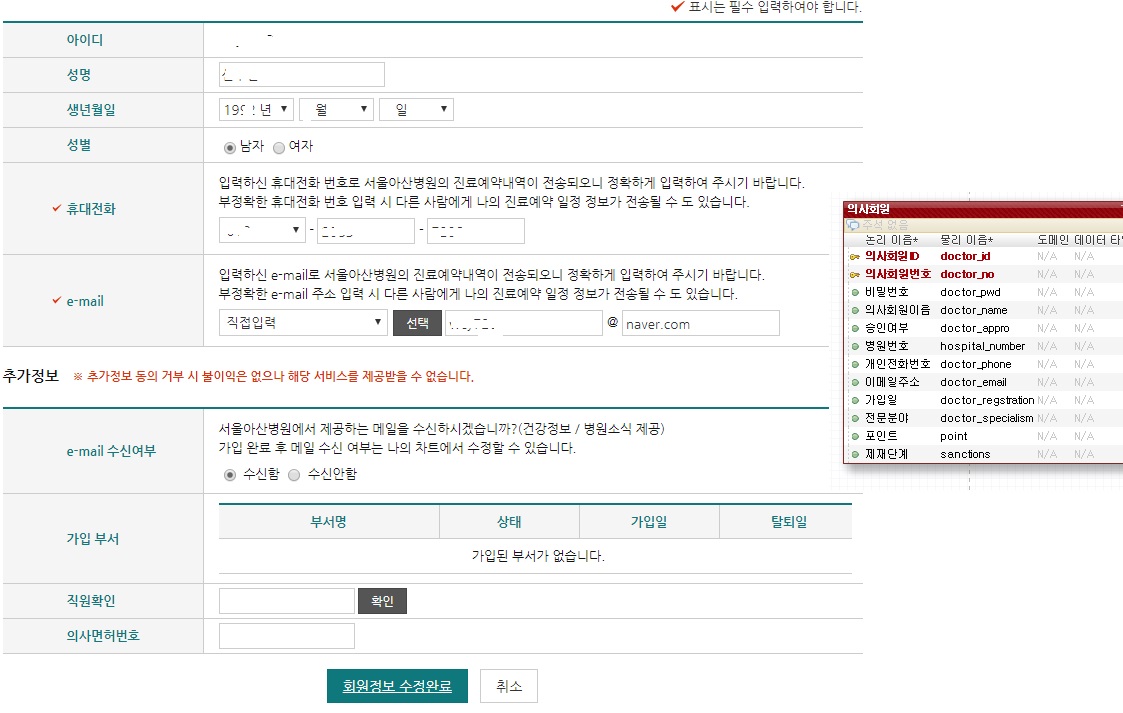 표시는 필수 입력하여야 합니다.
아이디
성명
생년월일 년 월 일
성별 남자 여자
입력하신 휴대전화 번호로 서울아산병원의 진료예약내역이 전송되오니 정확하게 입력하여 주시기 바랍니다.
부정확한 휴대전화 번호 입력 시 다른 사람에게 나의 진료예약 일정 정보가 전송될 수 도 있습니다.
휴대전화
- -
입력하신 e-mail로 서울아산병원의 진료예약내역이 전송되오니 정확하게 입력하여 주시기 바랍니다.
부정확한 e-mail 주소 입력 시 다른 사람에게 나의 진료예약 일정 정보가 전송될 수 도 있습니다.
e-mail
직접입력 선택 @ naver.com
추가정보 ※ 추가정보 동의 거부 시 불이익은 없으나 해당 서비스를 제공받을 수 없습니다.
서울아산병원에서 제공하는 메일을 수신하시겠습니까?(건강정보 / 병원소식 제공)
가입 완료 후 메일 수신 여부는 나의 차트에서 수정할 수 있습니다.
e-mail 수신여부
수신함 수신안함
가입 부서
부서명 상태 가입일 탈퇴일
가입된 부서가 없습니다.
직원확인 확인
의사면허번호
회원정보 수정완료 취소
의사회원
주석 없음
논리 이름* 물리 이름* 도메인 데이터 타
의사회원ID doctor_id N/A N/A
의사회원번호 doctor_no N/A N/A
비밀번호 doctor_pwd N/A N/A
의사회원이름 doctor_name N/A N/A
승인여부 doctor_appro N/A N/A
병원번호 hospital_number N/A N/A
개인전화번호 doctor_phone N/A N/A
이메일주소 doctor_email N/A N/A
가입일 doctor_regstration N/A N/A
전문분야 doctor_specialism N/A N/A
포인트 point N/A N/A
제재단계 sanctions N/A N/A